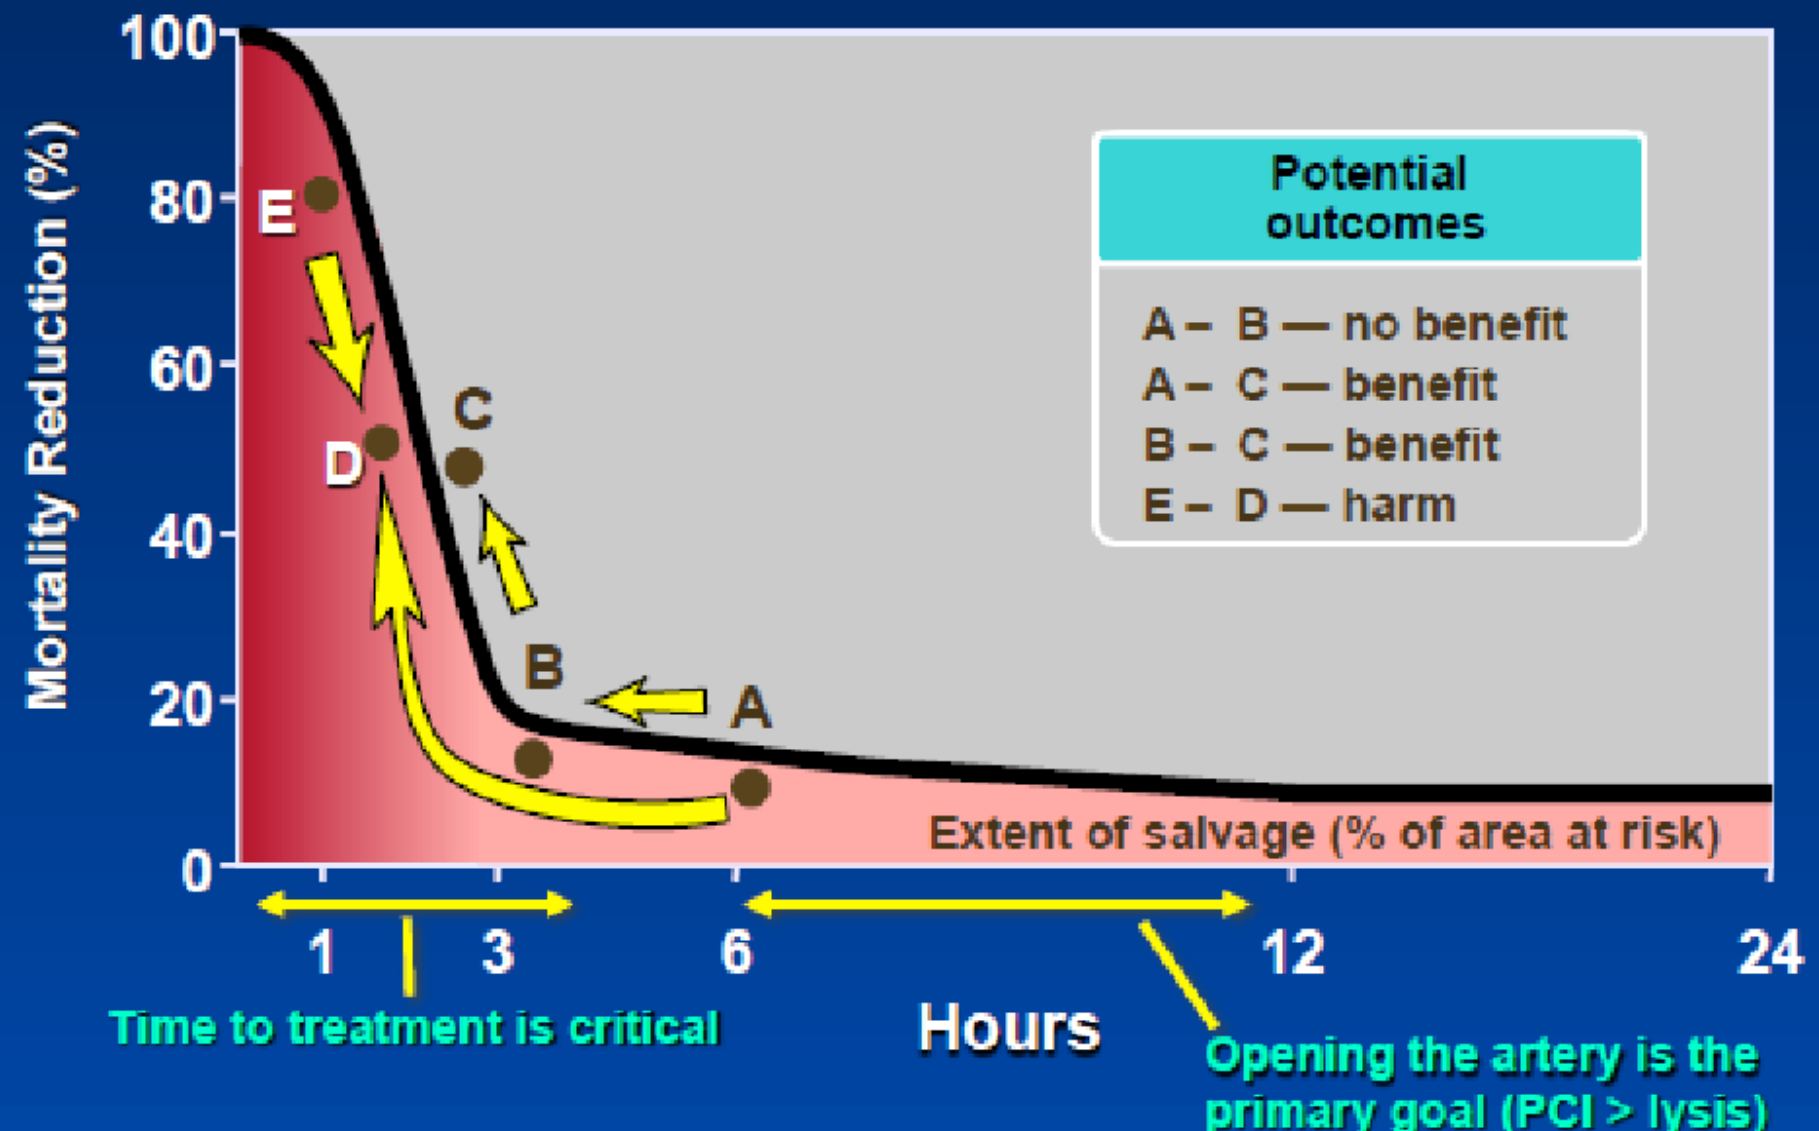 Mortality Reduction (%)
100
80
60
40
20
0
E
D
C
B
A
Potential
outcomes
A – B — no benefit
A – C — benefit
B – C — benefit
E – D — harm
Extent of salvage (% of area at risk)
1
3
6
12
24
Hours
Time to treatment is critical
Opening the artery is the
primary goal (PCI > lysis)